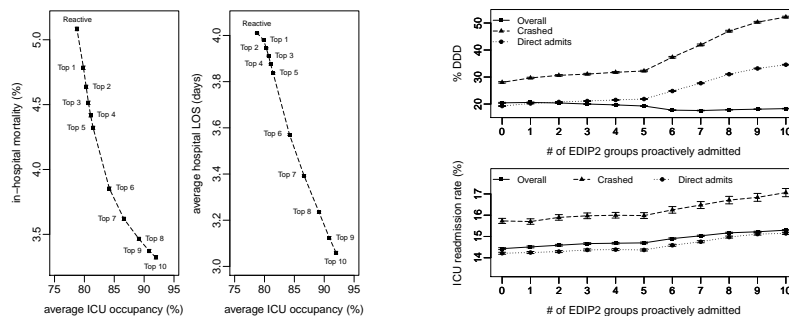 in−hospital mortality (%)
5.0
4.5
4.0
3.5
Reactive
Top 1
Top 2
Top 3
Top 4
Top 5
Top 6
Top 7
Top 8
Top 9
Top 10
75 80 85 90 95
average ICU occupancy (%)
average hospital LOS (days)
4.0
3.8
3.6
3.4
3.2
3.0
Reactive
Top 1
Top 2
Top 3
Top 4
Top 5
Top 6
Top 7
Top 8
Top 9
Top 10
75 80 85 90 95
average ICU occupancy (%)
% DDD
50
40
30
20
Overall
Crashed
Direct admits
0 1 2 3 4 5 6 7 8 9 10
# of EDIP2 groups proactively admitted
ICU readmission rate (%)
17
16
15
14
Overall Crashed Direct admits
0 1 2 3 4 5 6 7 8 9 10
# of EDIP2 groups proactively admitted